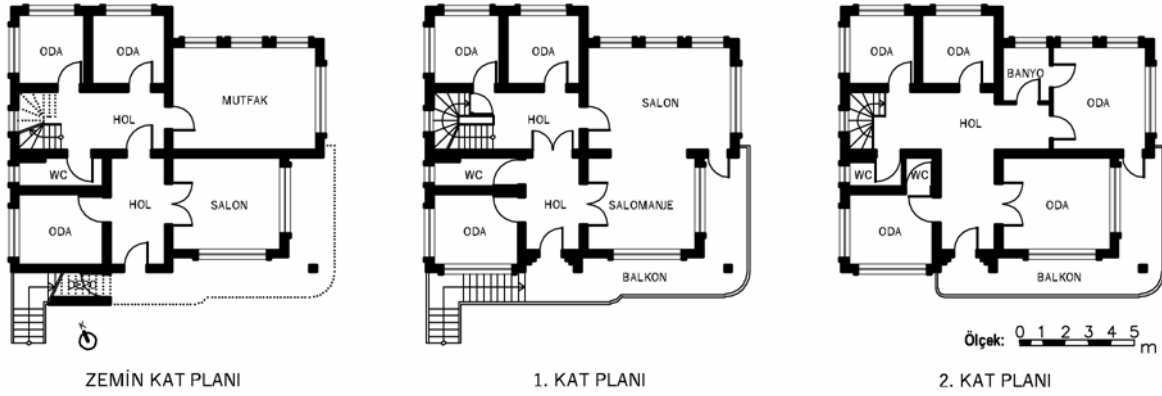 ODA
ODA
MUTFAK
HOL
WC
HOL
SALON
ODA
K
ZEMİN KAT PLANI
ODA
ODA
SALON
HOL
WC
HOL
SALOMANJE
ODA
BALKON
1. KAT PLANI
ODA
ODA
BANYO
ODA
HOL
WC
WC
ODA
ODA
BALKON
Ölçek: 0 1 2 3 4 5 m
2. KAT PLANI